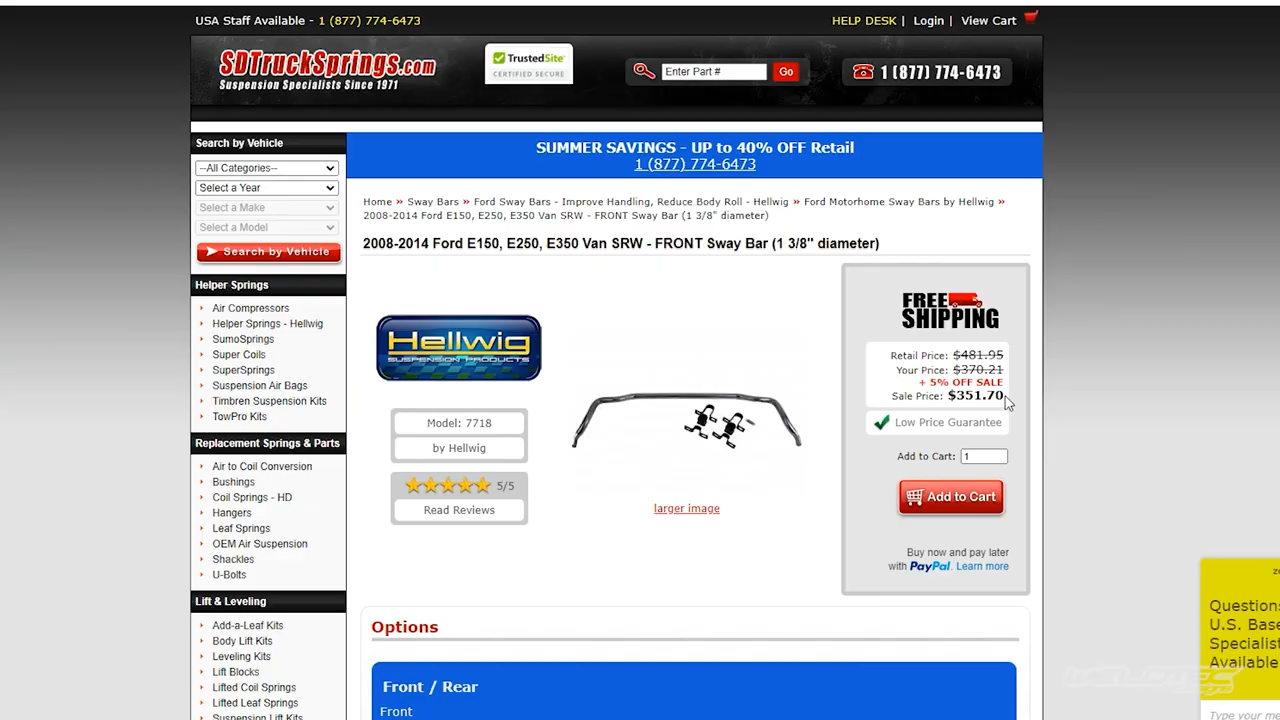 USA Staff Available - 1 (877) 774-6473
HELP DESK | Login | View Cart
SDTruckSprings.com
Suspension Specialists Since 1971
TrustedSite
CERTIFIED SECURE
Enter Part #
Go
1 (877) 774-6473
Search by Vehicle
--All Categories--
Select a Year
Select a Make
Select a Model
Search by Vehicle
Helper Springs
Air Compressors
Helper Springs - Hellwig
SumoSprings
Super Coils
SuperSprings
Suspension Air Bags
Timbren Suspension Kits
TowPro Kits
Replacement Springs & Parts
Air to Coil Conversion
Bushings
Coil Springs - HD
Hangers
Leaf Springs
OEM Air Suspension
Shackles
U-Bolts
Lift & Leveling
Add-a-Leaf Kits
Body Lift Kits
Leveling Kits
Lift Blocks
Lifted Coil Springs
Lifted Leaf Springs
Suspension Lift Kits
SUMMER SAVINGS - UP to 40% OFF Retail
1 (877) 774-6473
Home » Sway Bars » Ford Sway Bars - Improve Handling, Reduce Body Roll - Hellwig » Ford Motorhome Sway Bars by Hellwig »
2008-2014 Ford E150, E250, E350 Van SRW - FRONT Sway Bar (1 3/8" diameter)
2008-2014 Ford E150, E250, E350 Van SRW - FRONT Sway Bar (1 3/8" diameter)
Hellwig
SUSPENSION PRODUCTS
Model: 7718
by Hellwig
5/5
Read Reviews
larger image
FREE
SHIPPING
Retail Price: $481.95
Your Price: $370.21
+ 5% OFF SALE
Sale Price: $351.70
Low Price Guarantee
Add to Cart: 1
Add to Cart
Buy now and pay later
with PayPal. Learn more
Options
Front / Rear
Front
Questions
U.S. Base
Specialis
Available
Type your me